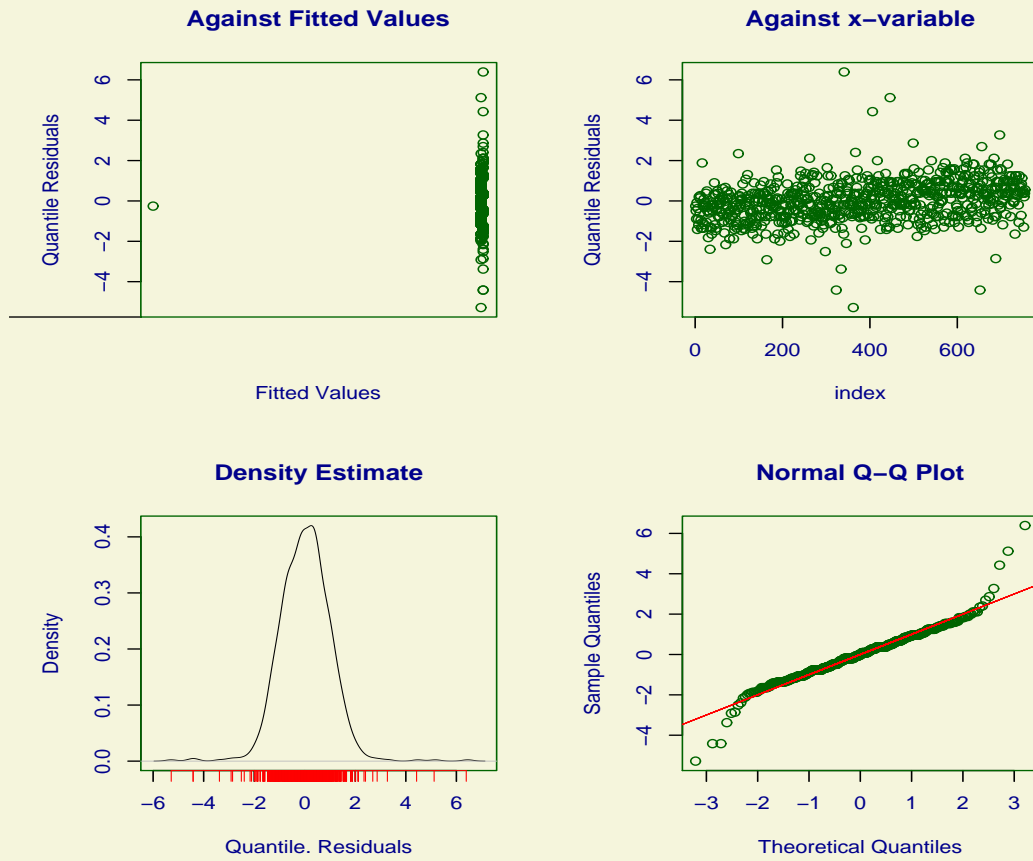 Against Fitted Values
Quantile Residuals
6
4
2
0
−2
−4
Fitted Values
Against x−variable
Quantile Residuals
6
4
2
0
−2
−4
0 200 400 600
index
Density Estimate
Density
0.4
0.3
0.2
0.1
0.0
−6 −4 −2 0 2 4 6
Quantile. Residuals
Normal Q−Q Plot
Sample Quantiles
6
4
2
0
−2
−4
−3 −2 −1 0 1 2 3
Theoretical Quantiles